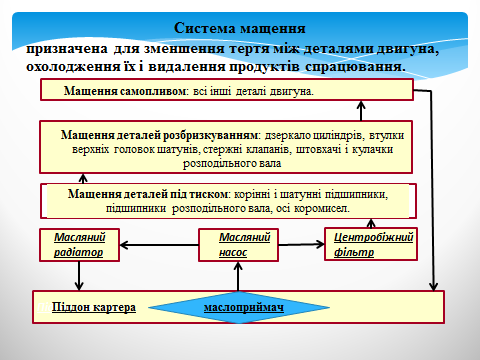 Система мащення
призначена для зменшення тертя між деталями двигуна,
охолодження їх і видалення продуктів спрацювання.
Мащення самопливом: всі інші деталі двигуна.
Мащення деталей розбризкуванням: дзеркало циліндрів, втулки
верхніх головок шатунів, стержні клапанів, штовхачі і кулачки
розподільного вала
Мащення деталей під тиском: корінні і шатунні підшипники,
підшипники розподільного вала, осі коромисел.
Масляний
радіатор
Масляний
насос
Центробіжний
фільтр
Піддон картера
маслоприймач